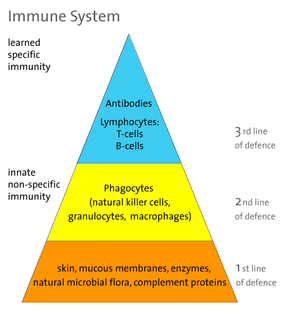 Immune System
learned
specific
immunity
Antibodies
Lymphocytes:
T-cells
B-cells
3rd line
of defence
innate
non-specific
immunity
Phagocytes
(natural killer cells,
granulocytes, macrophages)
2nd line
of defence
skin, mucous membranes, enzymes,
natural microbial flora, complement proteins
1st line
of defence